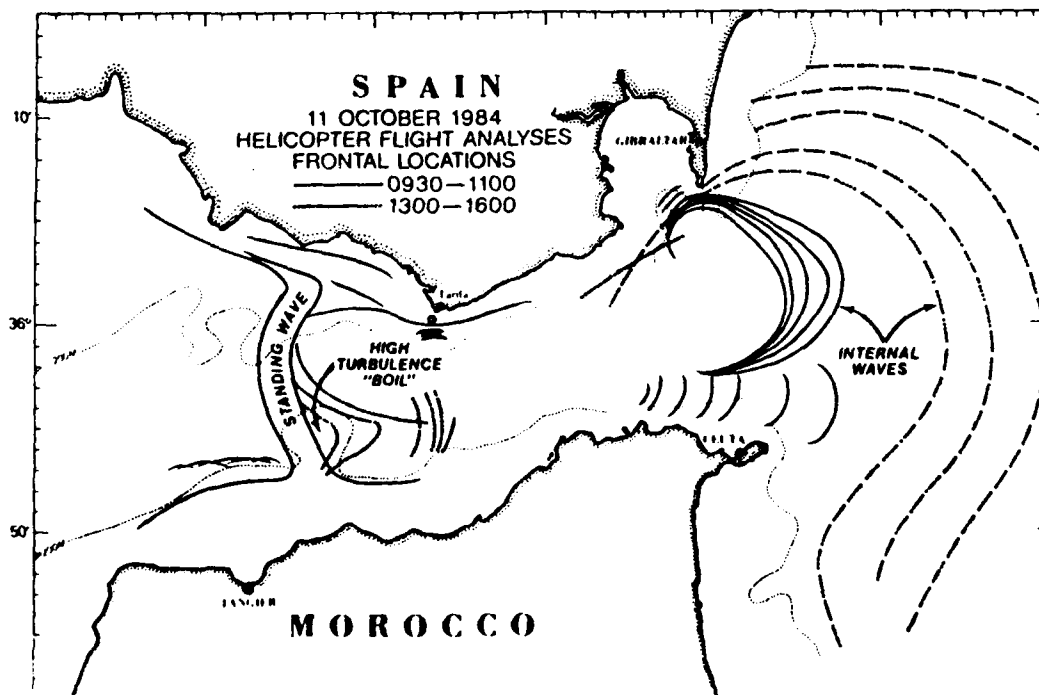 SPAIN
11 OCTOBER 1984
HELICOPTER FLIGHT ANALYSES
FRONTAL LOCATIONS
0930—1100
1300—1600
10'
GIBRALTAR
Tarifa
36°
STANDING WAVE
HIGH
TURBULENCE
"BOIL"
INTERNAL
WAVES
CEUTA
50'
TANGIER
MOROCCO